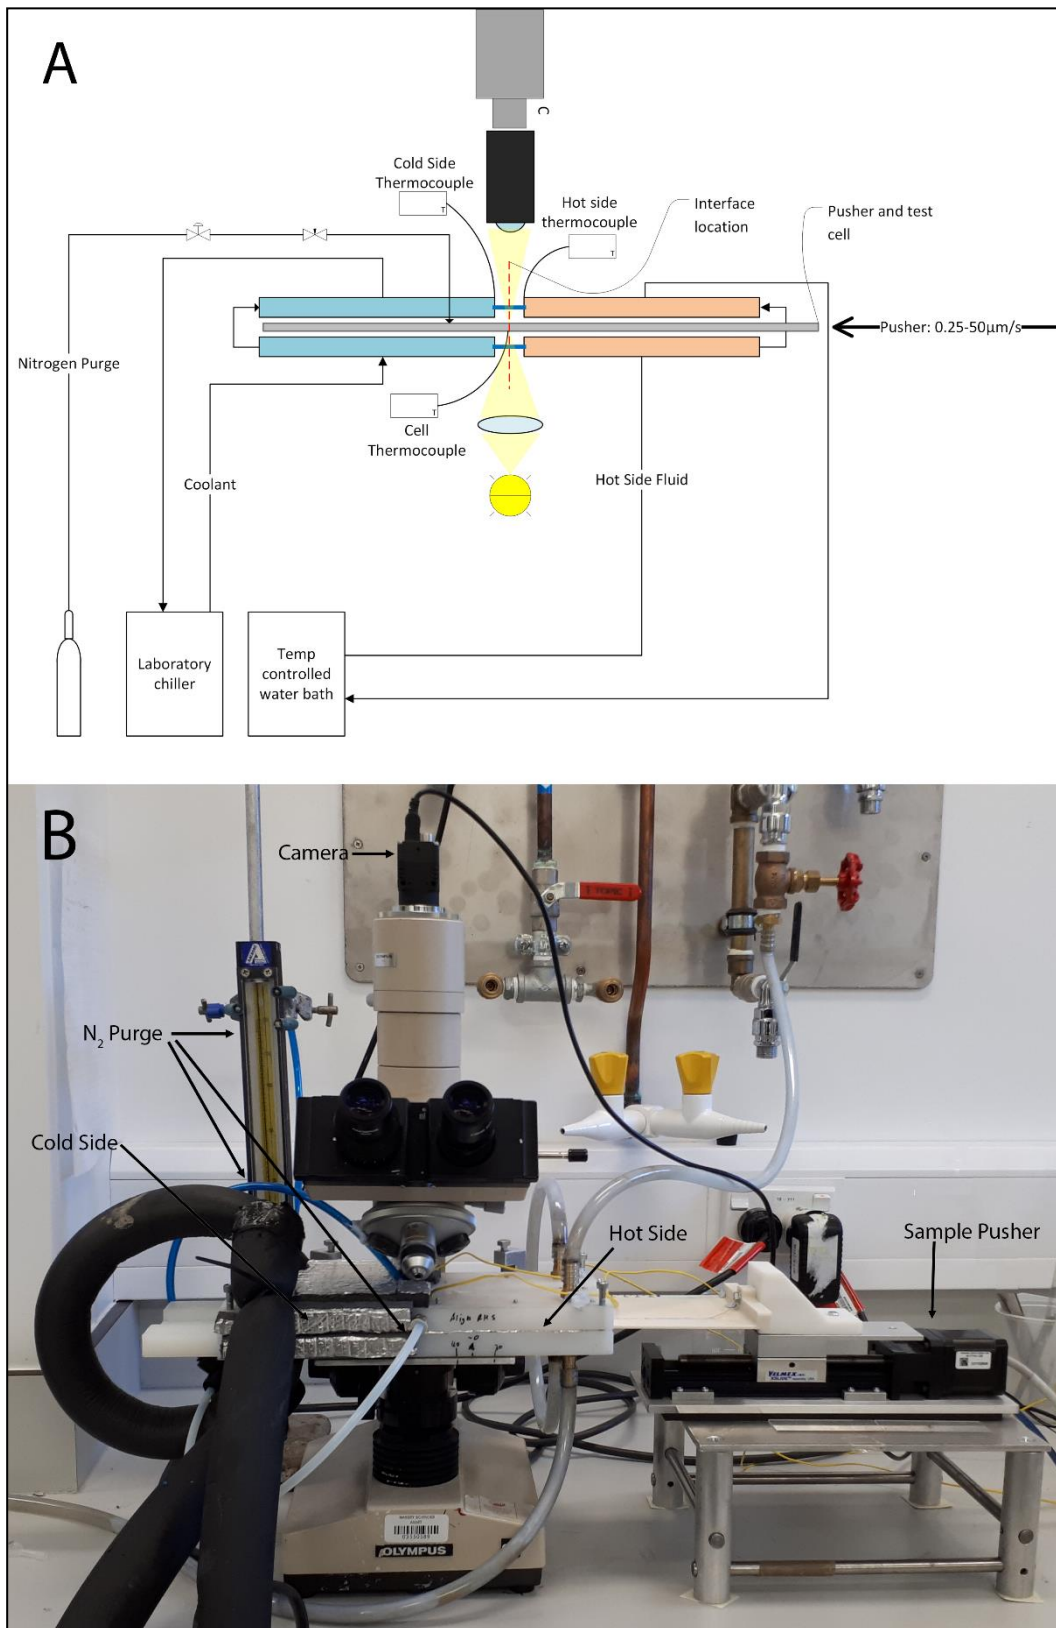 A
C
Cold Side
Thermocouple
T
Hot side
thermocouple
T
Interface
location
Pusher and test
cell
Pusher: 0.25-50µm/s
Nitrogen Purge
Cell
Thermocouple
T
Coolant
Hot Side Fluid
Laboratory
chiller
Temp
controlled
water bath
B
Camera
N2 Purge
Cold Side
Hot Side
Sample Pusher
Align
VELMEX
OLYMPUS